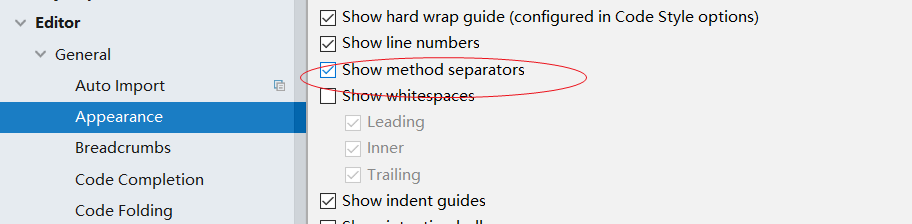 Editor
General
Auto Import
Appearance
Breadcrumbs
Code Completion
Code Folding
Show hard wrap guide (configured in Code Style options)
Show line numbers
Show method separators
Show whitespaces
Leading
Inner
Trailing
Show indent guides